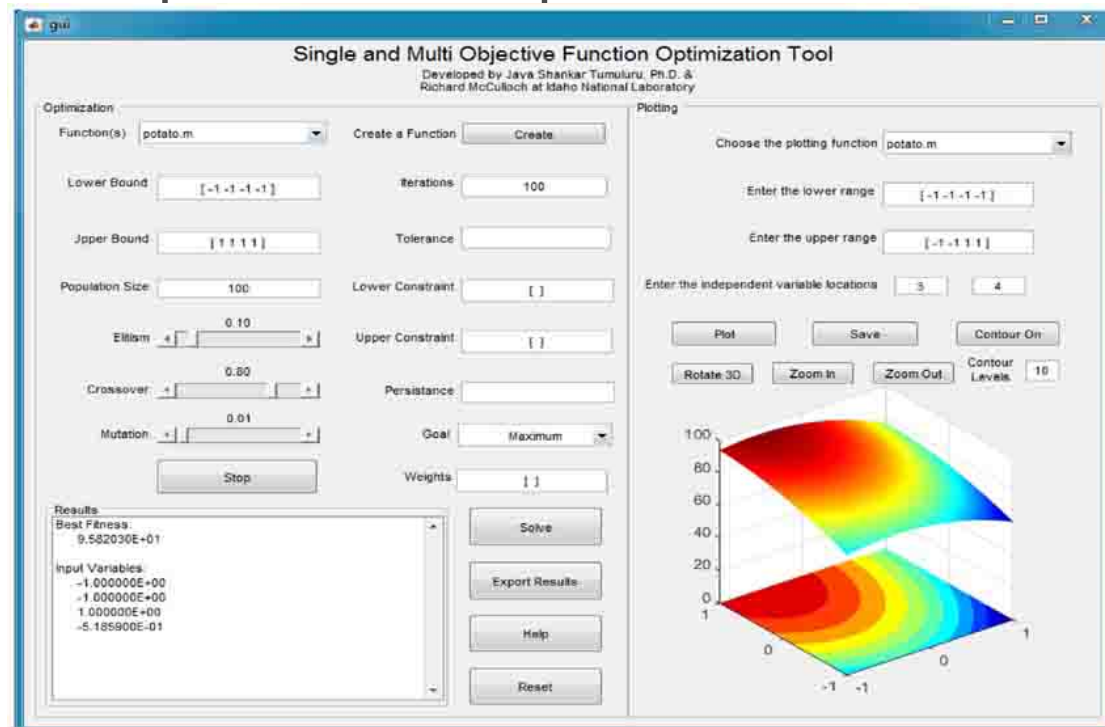 gui
Single and Multi Objective Function Optimization Tool
Developed by Java Shankar Tumuluru, Ph.D. &
Richard McCulloch at Idaho National Laboratory
Optimization
Function(s) potato.m
Create a Function Create
Lower Bound [ -1 -1 -1 -1 ]
Iterations 100
Jpper Bound [ 1 1 1 1 ]
Tolerance
Population Size 100
Lower Constraint [ ]
Elitism 0.10
Upper Constraint [ ]
Crossover 0.80
Persistance
Mutation 0.01
Goal Maximum
Stop
Weights [ ]
Results
Best Fitness:
9.582030E+01
Input Variables:
-1.000000E+00
-1.000000E+00
1.000000E+00
-5.185900E-01
Solve
Export Results
Help
Reset
Plotting
Choose the plotting function potato.m
Enter the lower range [ -1 -1 -1 -1 ]
Enter the upper range [ -1 -1 1 1 ]
Enter the independent variable locations 3 4
Plot Save Contour On
Rotate 3D Zoom In Zoom Out Contour Levels 10
100
80
60
40
20
0
1
0
-1
-1
0
1